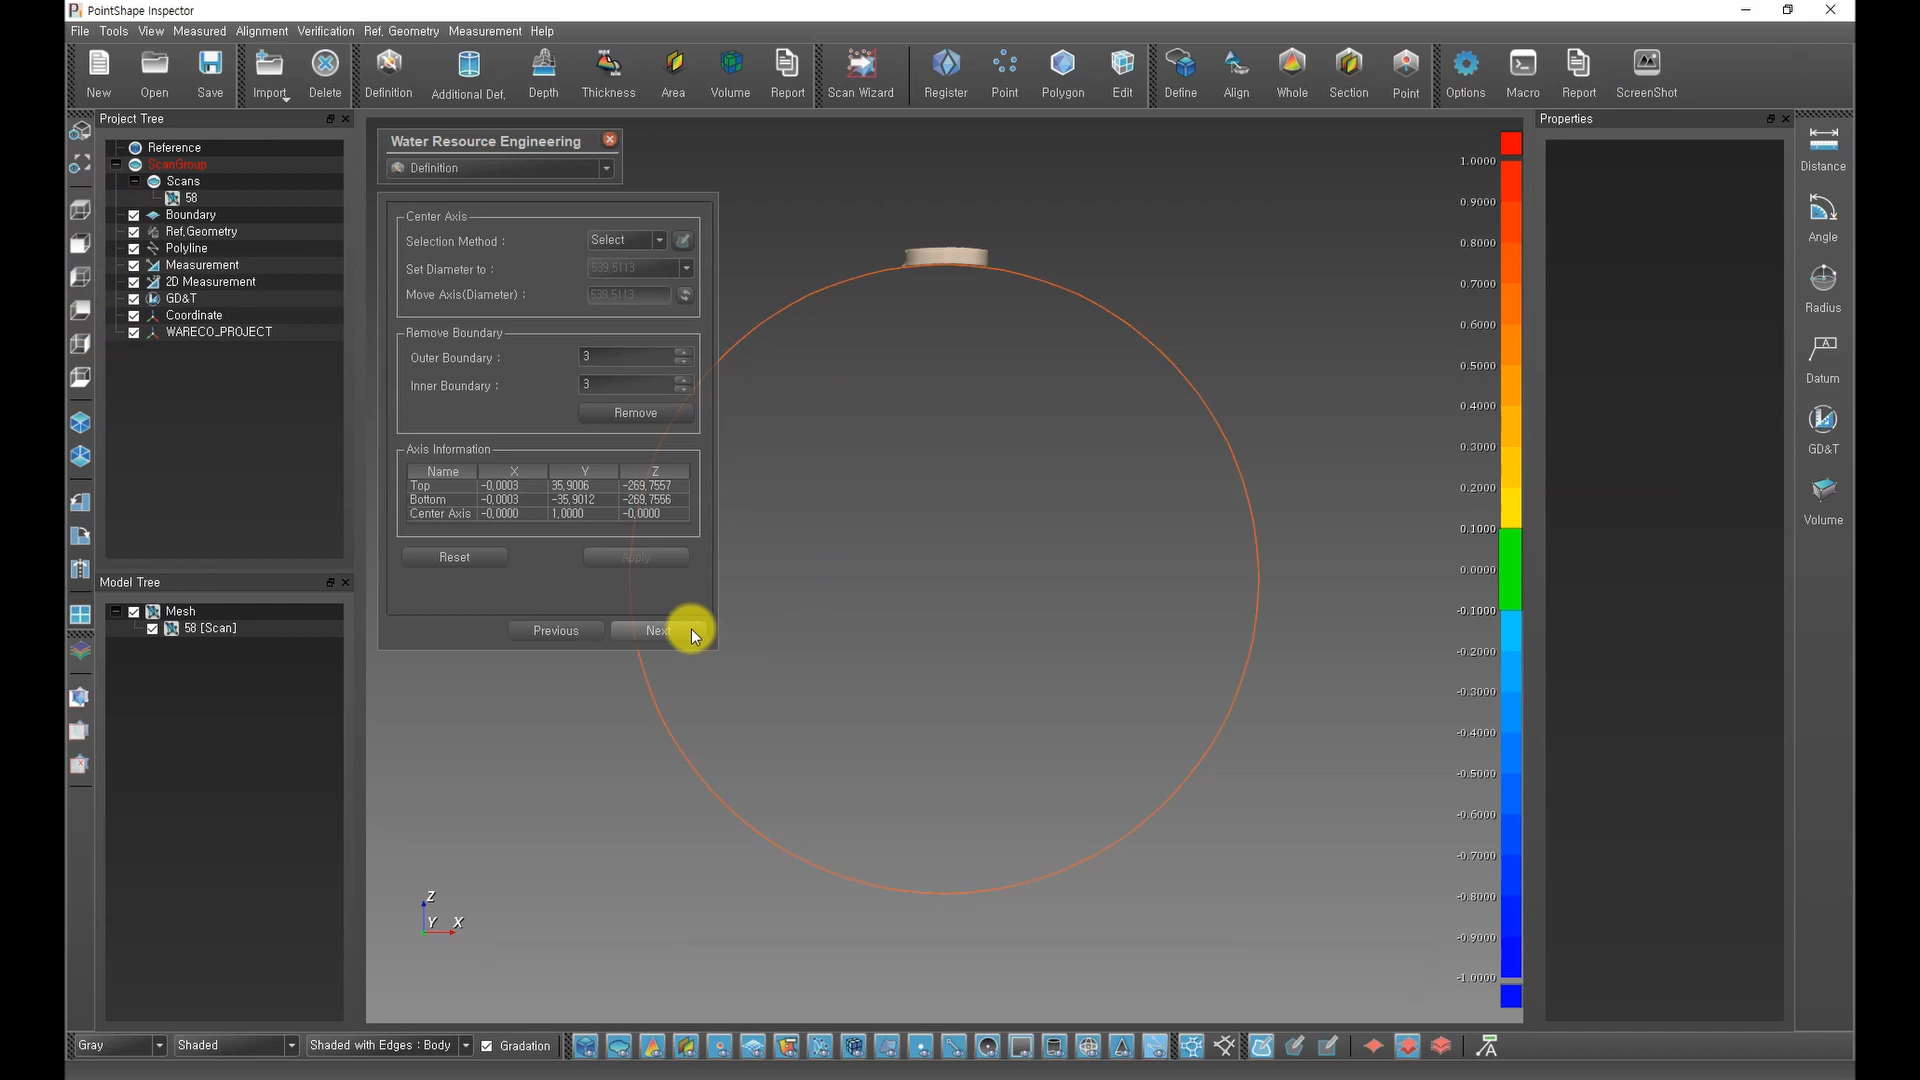 PointShape Inspector
File Tools View Measured Alignment Verification Ref. Geometry Measurement Help
New Open Save Import Delete Definition Additional Def. Depth Thickness Area Volume Report Scan Wizard Register Point Polygon Edit Define Align Whole Section Point Options Macro Report ScreenShot
Project Tree
Reference
ScanGroup
Scans
58
Boundary
Ref,Geometry
Polyline
Measurement
2D Measurement
GD&T
Coordinate
WARECO_PROJECT
Model Tree
Mesh
58 [Scan]
Water Resource Engineering
Definition
Center Axis
Selection Method : Select
Set Diameter to : 539,5113
Move Axis(Diameter) : 539,5113
Remove Boundary
Outer Boundary : 3
Inner Boundary : 3
Remove
Axis Information
Name X Y Z
Top -0,0003 35,9006 -269,7557
Bottom -0,0003 -35,9012 -269,7556
Center Axis -0,0000 1,0000 -0,0000
Reset Apply
Previous Next
Z
Y X
1.0000
0.9000
0.8000
0.7000
0.6000
0.5000
0.4000
0.3000
0.2000
0.1000
0.0000
-0.1000
-0.2000
-0.3000
-0.4000
-0.5000
-0.6000
-0.7000
-0.8000
-0.9000
-1.0000
Properties
Distance
Angle
Radius
Datum
GD&T
Volume
Gray Shaded Shaded with Edges : Body Gradation